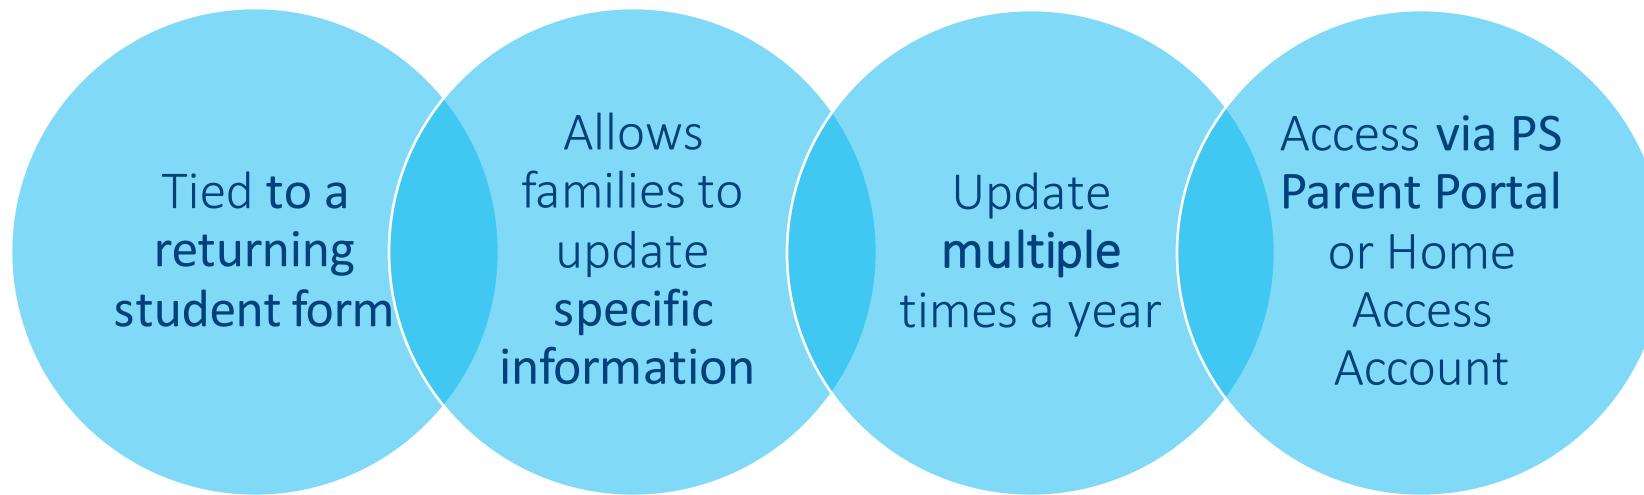 Tied to a
returning
student form
Allows
families to
update
specific
information
Update
multiple
times a year
Access via PS
Parent Portal
or Home
Access
Account